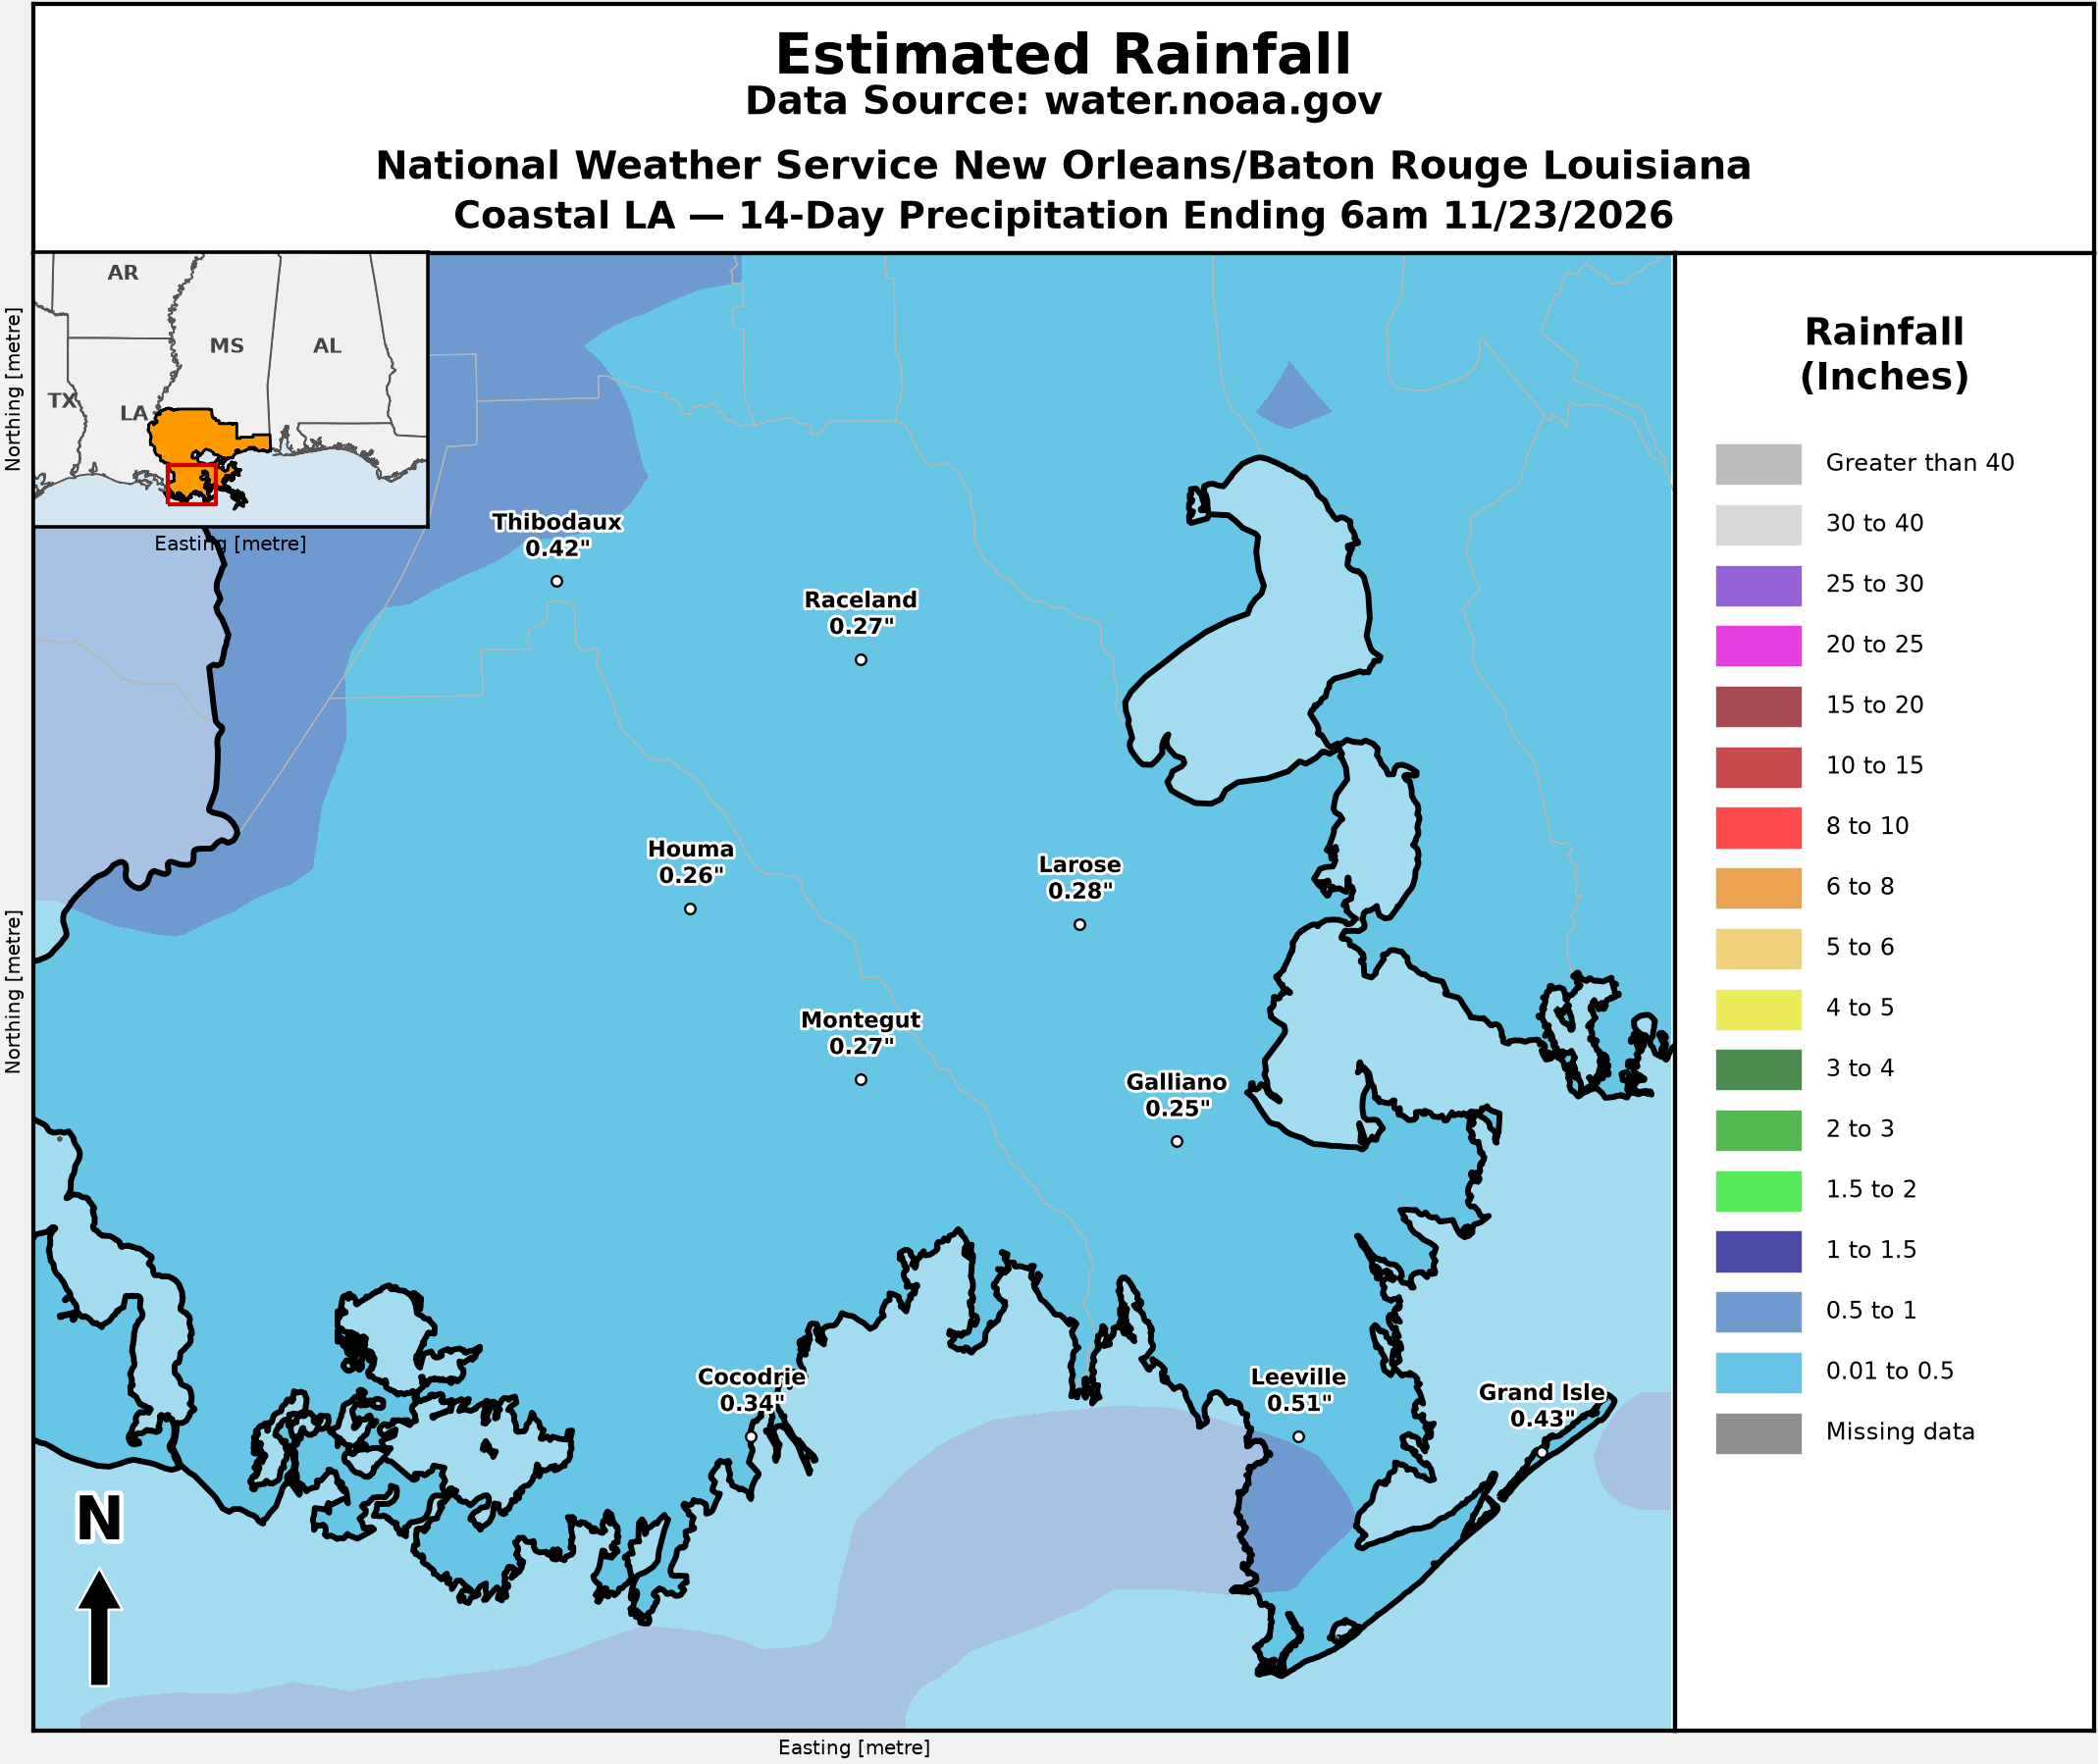 Estimated Rainfall
Data Source: water.noaa.gov
National Weather Service New Orleans/Baton Rouge Louisiana
Coastal LA — 14-Day Precipitation Ending 6am 11/23/2026
Northing [metre]
AR
MS
AL
TX
LA
Easting [metre]
Thibodaux
0.42"
Raceland
0.27"
Houma
0.26"
Larose
0.28"
Northing [metre]
Montegut
0.27"
Galliano
0.25"
Cocodrie
0.34"
Leeville
0.51"
Grand Isle
0.43"
N
Easting [metre]
Rainfall
(Inches)
Greater than 40
30 to 40
25 to 30
20 to 25
15 to 20
10 to 15
8 to 10
6 to 8
5 to 6
4 to 5
3 to 4
2 to 3
1.5 to 2
1 to 1.5
0.5 to 1
0.01 to 0.5
Missing data